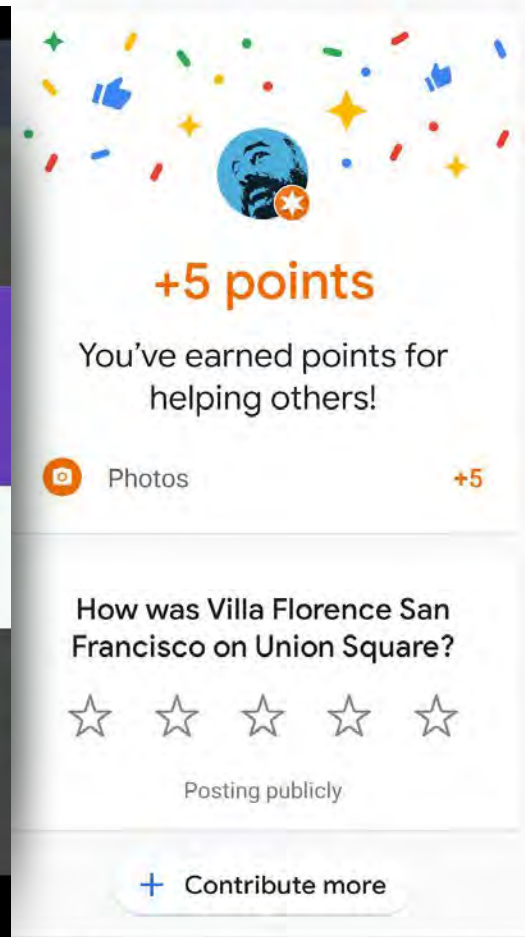 +5 points
You've earned points for
helping others!
Photos +5
How was Villa Florence San
Francisco on Union Square?
Posting publicly
+ Contribute more